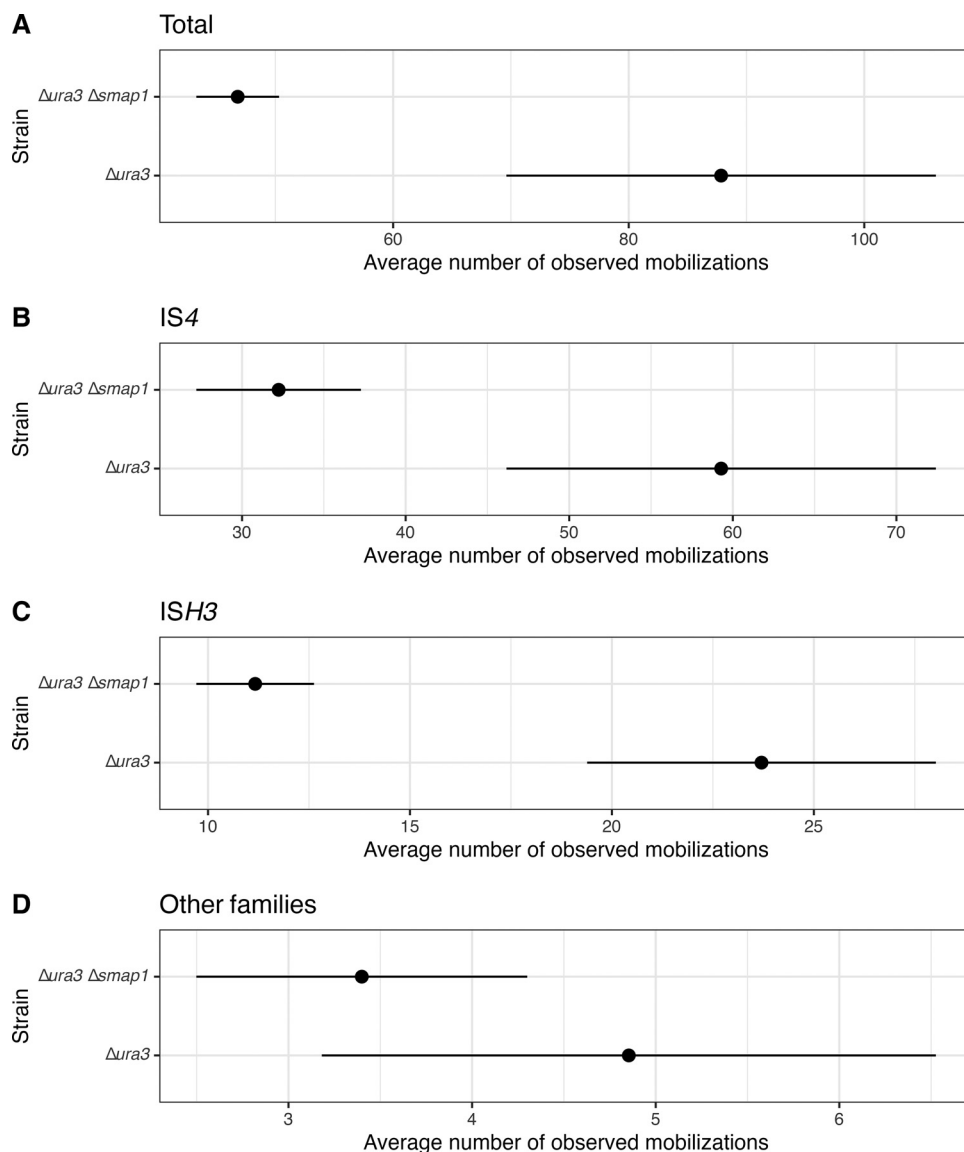 A Total
Strain
Δura3 Δsmap1
Δura3
60 80 100
Average number of observed mobilizations
B IS4
Strain
Δura3 Δsmap1
Δura3
30 40 50 60 70
Average number of observed mobilizations
C ISH3
Strain
Δura3 Δsmap1
Δura3
10 15 20 25
Average number of observed mobilizations
D Other families
Strain
Δura3 Δsmap1
Δura3
3 4 5 6
Average number of observed mobilizations